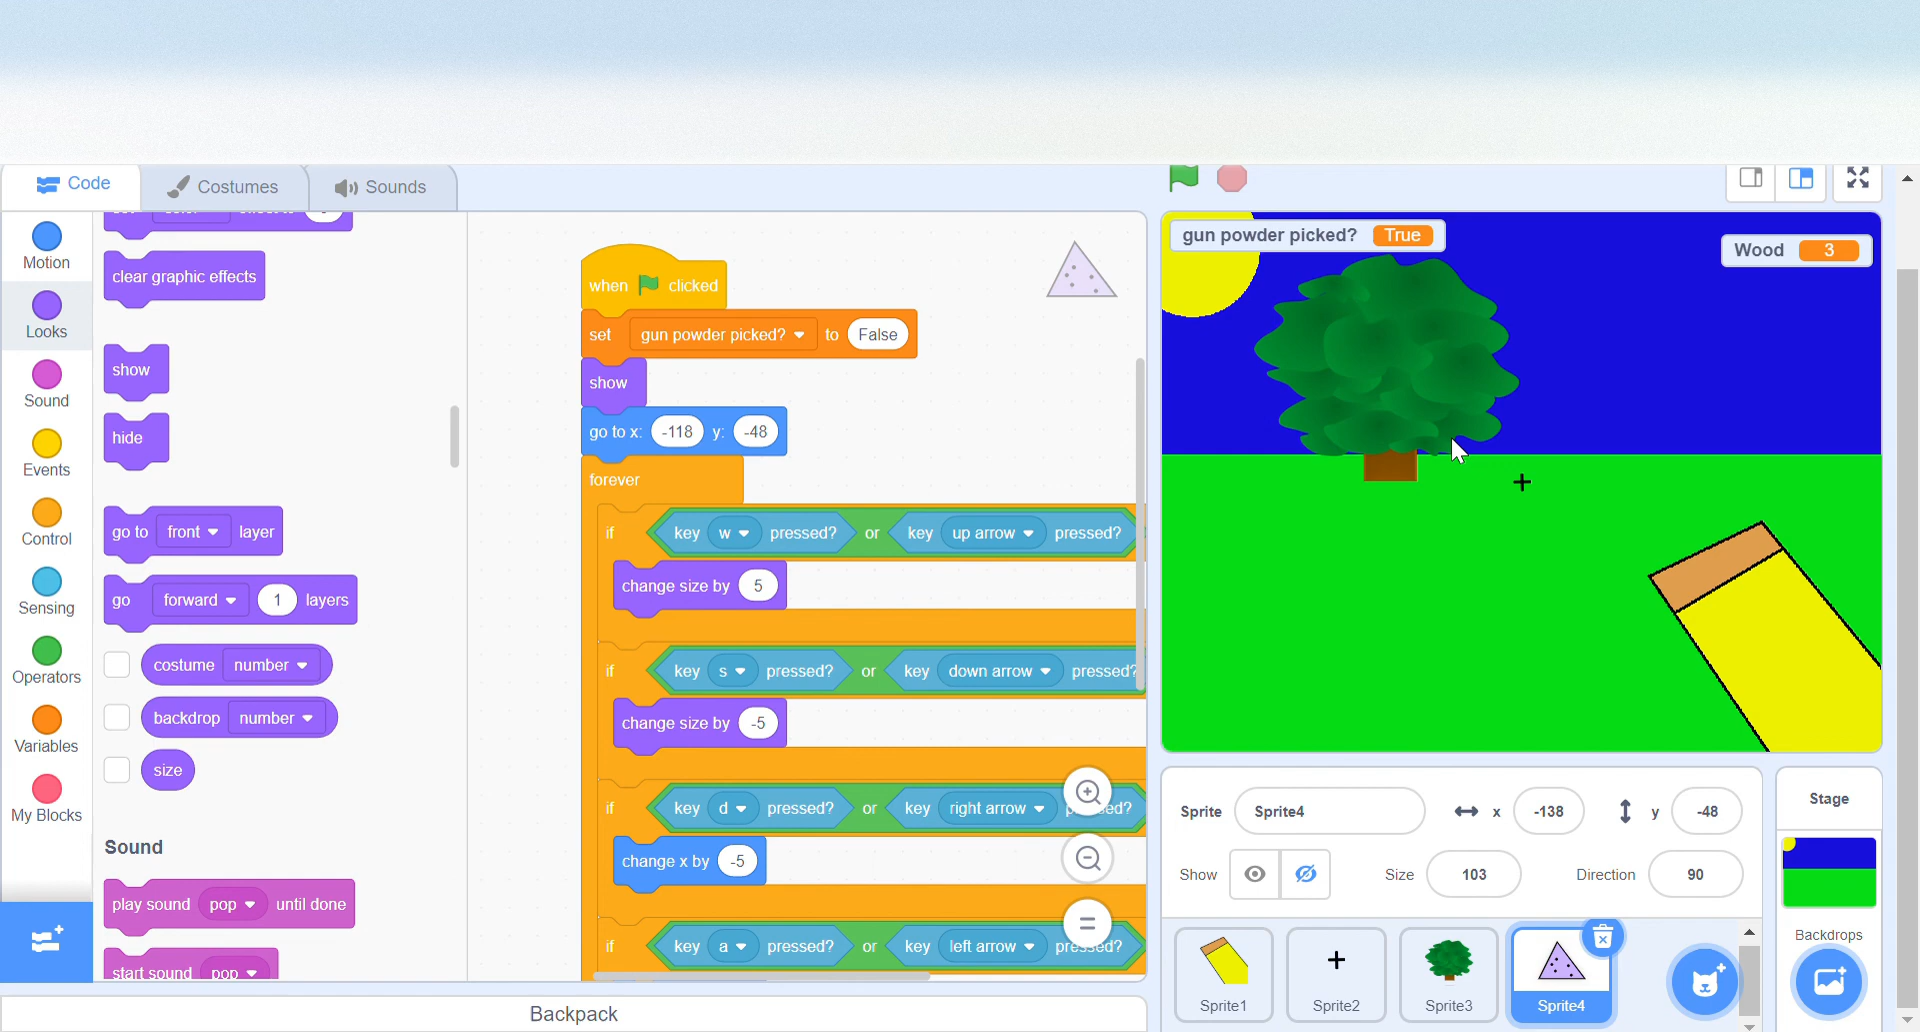 Code
Costumes
Sounds
Motion
Looks
Sound
Events
Control
Sensing
Operators
Variables
My Blocks
clear graphic effects
show
hide
go to front layer
go forward 1 layers
costume number
backdrop number
size
Sound
play sound pop until done
start sound pop
when clicked
set gun powder picked? to False
show
go to x: -118 y: -48
forever
if key w pressed? or key up arrow pressed?
change size by 5
if key s pressed? or key down arrow pressed?
change size by -5
if key d pressed? or key right arrow pressed?
change x by -5
if key a pressed? or key left arrow pressed?
Backpack
gun powder picked? True
Wood 3
Sprite Sprite4 x -138 y -48
Show Size 103 Direction 90
Sprite1
Sprite2
Sprite3
Sprite4
Stage
Backdrops